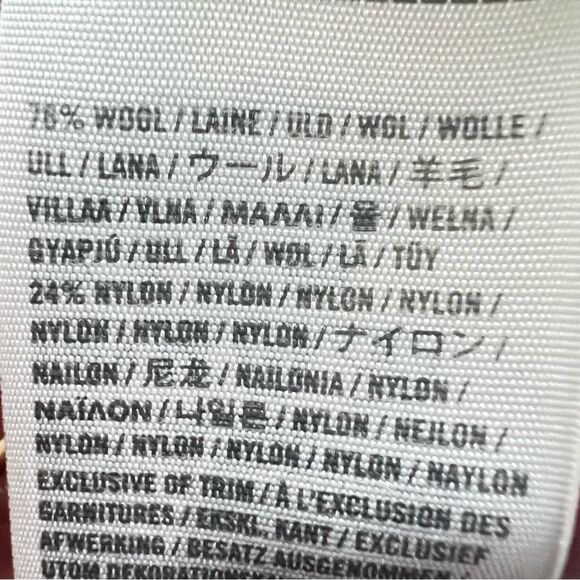 76% WOOL / LAINE / ULD / WOL / WOLLE /
ULL / LANA / ウール / LANA / 羊毛 /
VILLAA / VLNA / ΜΑΛΛΙ / 울 / WEŁNA /
GYAPJÚ / ULL / LÃ / WOL / LÃ / TÜY
24% NYLON / NYLON / NYLON / NYLON /
NYLON / NYLON / NYLON / ナイロン /
NAILON / 尼龙 / NAILONIA / NYLON /
ΝΑΪΛΟΝ / 나일론 / NYLON / NEJLON /
NYLON / NYLON / NYLON / NYLON / NAYLON
EXCLUSIVE OF TRIM / À L'EXCLUSION DES
GARNITURES / EKSKL. KANT / EXCLUSIEF
AFWERKING / BESATZ AUSGENOMMEN
UTOM